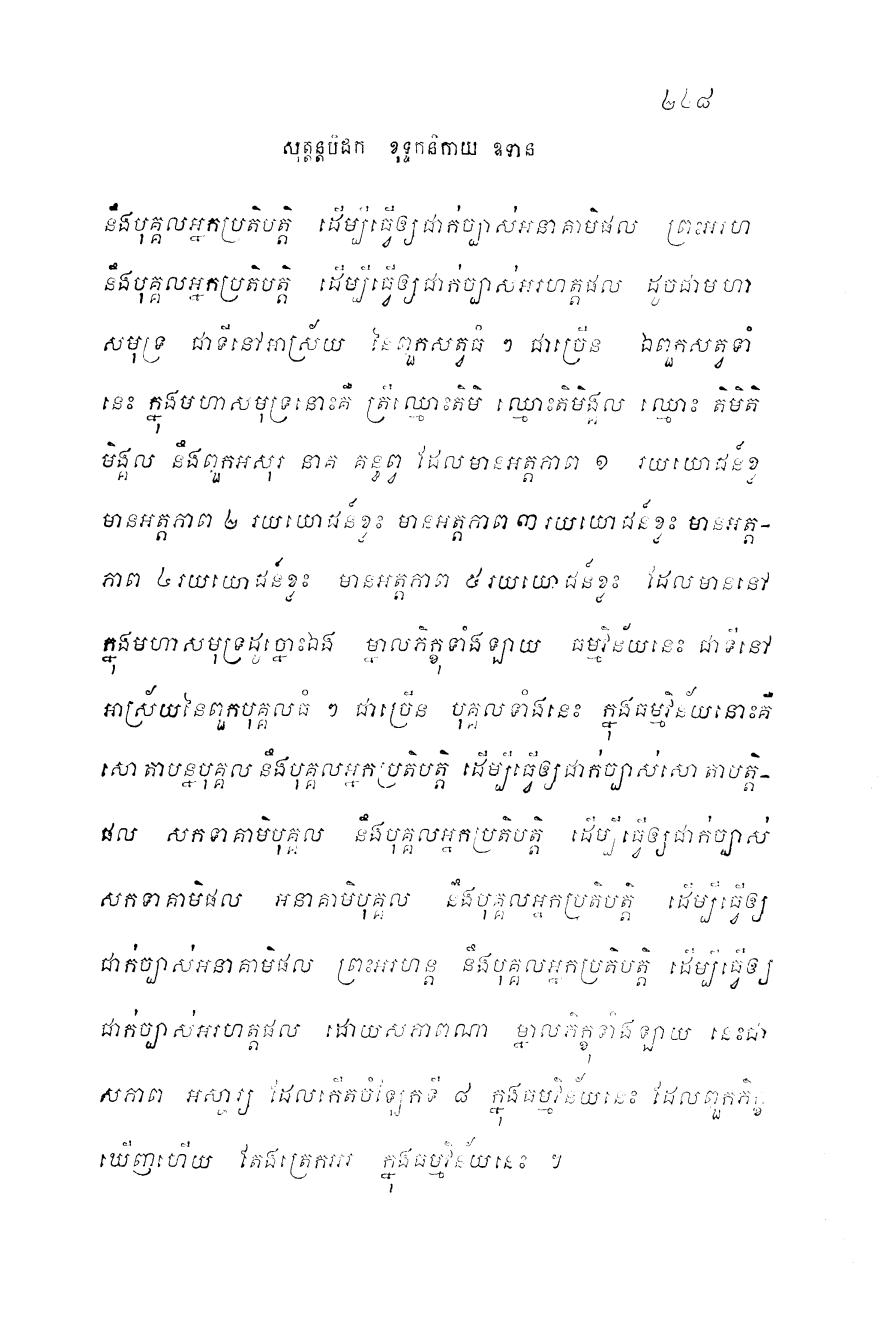 ២៤៨
សុត្តន្តបិដក ខុទ្ទកនិកាយ ឧទាន
នឹងបុគ្គលអ្នកប្រតិបត្តិ ដើម្បីធ្វើឲ្យជាក់ច្បាស់អនាគាមិផល ព្រះអរហ
នឹងបុគ្គលអ្នកប្រតិបត្តិ ដើម្បីធ្វើឲ្យជាក់ច្បាស់អរហត្តផល ដូចជាមហា
សមុទ្រ ជាទីនៅអាស្រ័យ នៃពួកសត្វធំ ៗ ជាច្រើន ឯពួកសត្វទាំ
នេះ ក្នុងមហាសមុទ្រនោះគឺ ត្រីឈ្មោះតិមិ ឈ្មោះតិមិង្គល ឈ្មោះ តិមិតិ
មិង្គល នឹងពួកអសុរ នាគ គន្ធព្វ ដែលមានអត្តភាព ១ រយយោជន៍ខ្
មានអត្តភាព ២ រយយោជន៍ខ្លះ មានអត្តភាព ៣ រយយោជន៍ខ្លះ មានអត្ត-
ភាព ៤ រយយោជន៍ខ្លះ មានអត្តភាព ៥ រយយោជន៍ខ្លះ ដែលមាននៅ
ក្នុងមហាសមុទ្រដូច្នោះឯង ម្នាលភិក្ខុទាំងឡាយ ធម្មវិន័យនេះ ជាទីនៅ
អាស្រ័យនៃពួកបុគ្គលធំ ៗ ជាច្រើន បុគ្គលទាំងនេះ ក្នុងធម្មវិន័យនោះគឺ
សោតាបន្នបុគ្គល នឹងបុគ្គលអ្នកប្រតិបត្តិ ដើម្បីធ្វើឲ្យជាក់ច្បាស់សោតាបត្តិ-
ផល សកទាគាមិបុគ្គល នឹងបុគ្គលអ្នកប្រតិបត្តិ ដើម្បីធ្វើឲ្យជាក់ច្បាស់
សកទាគាមិផល អនាគាមិបុគ្គល នឹងបុគ្គលអ្នកប្រតិបត្តិ ដើម្បីធ្វើឲ្យ
ជាក់ច្បាស់អនាគាមិផល ព្រះអរហន្ត នឹងបុគ្គលអ្នកប្រតិបត្តិ ដើម្បីធ្វើឲ្យ
ជាក់ច្បាស់អរហត្តផល ដោយសភាពណា ម្នាលភិក្ខុទាំងឡាយ នេះជា
សភាព អស្ចារ្យ ដែលកើតចំឡែកទី ៨ ក្នុងធម្មវិន័យនេះ ដែលពួកភិក្ខុ
ឃើញហើយ តែងត្រេកអរ ក្នុងធម្មវិន័យនេះ ។